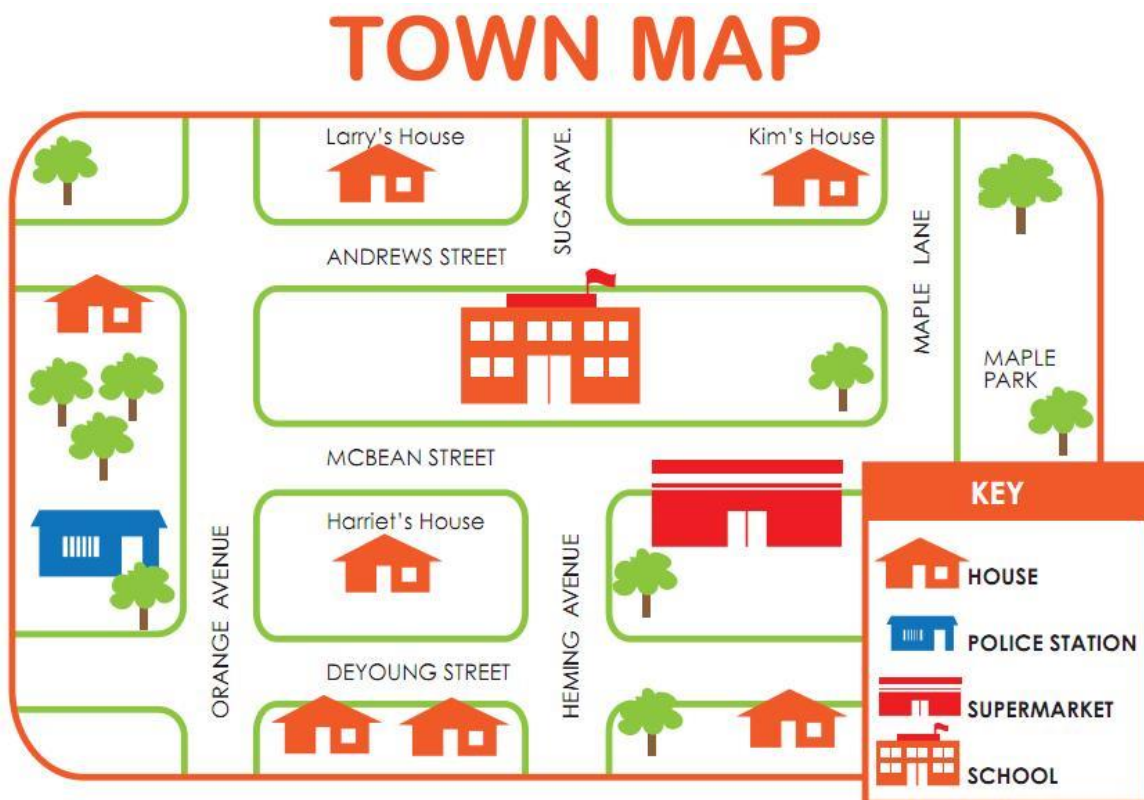 TOWN MAP
Larry's House
SUGAR AVE.
Kim's House
ANDREWS STREET
MAPLE LANE
MAPLE
PARK
MCBEAN STREET
Harriet's House
ORANGE AVENUE
HEMING AVENUE
DEYOUNG STREET
KEY
HOUSE
POLICE STATION
SUPERMARKET
SCHOOL